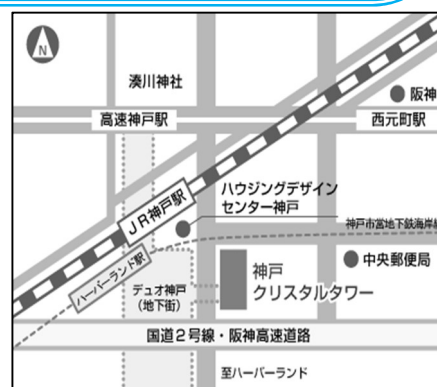 N
湊川神社
阪神
高速神戸駅
西元町駅
JR神戸駅
ハウジングデザイン
センター神戸
神戸市営地下鉄海岸
ハーバーランド駅
デュオ神戸
(地下街)
神戸
クリスタルタワー
中央郵便局
国道2号線・阪神高速道路
至ハーバーランド